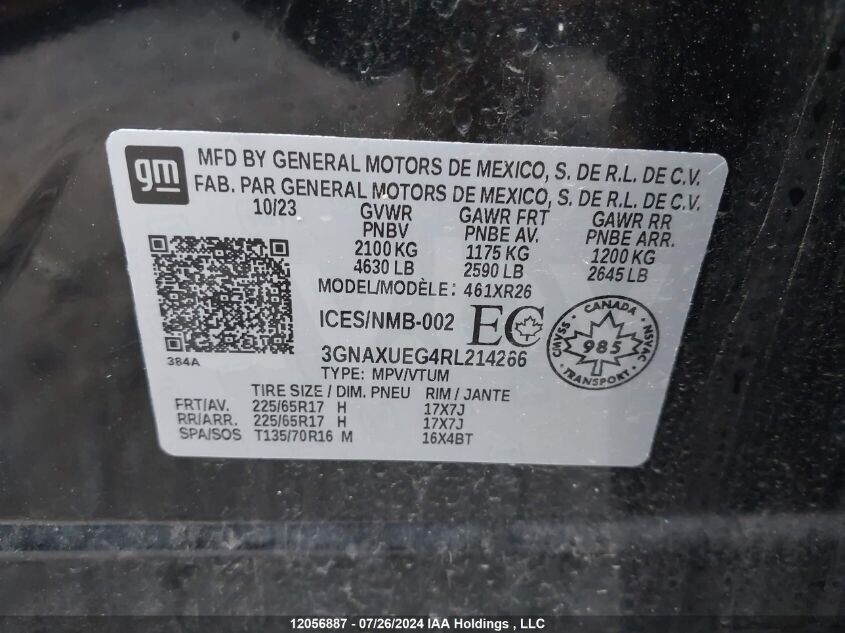 gm
MFD BY GENERAL MOTORS DE MEXICO, S. DE R.L. DE C.V.
FAB. PAR GENERAL MOTORS DE MEXICO, S. DE R.L. DE C.V.
10/23 GVWR GAWR FRT GAWR RR
PNBV PNBE AV. PNBE ARR.
2100 KG 1175 KG 1200 KG
4630 LB 2590 LB 2645 LB
MODEL/MODÈLE: 461XR26
ICES/NMB-002 EC
CANADA
CMVSS 985 NSVAC
TRANSPORT
384A
3GNAXUEG4RL214266
TYPE: MPV/VTUM
TIRE SIZE / DIM. PNEU RIM / JANTE
FRT/AV. 225/65R17 H 17X7J
RR/ARR. 225/65R17 H 17X7J
SPA/SOS T135/70R16 M 16X4BT
12056887 - 07/26/2024 IAA Holdings , LLC